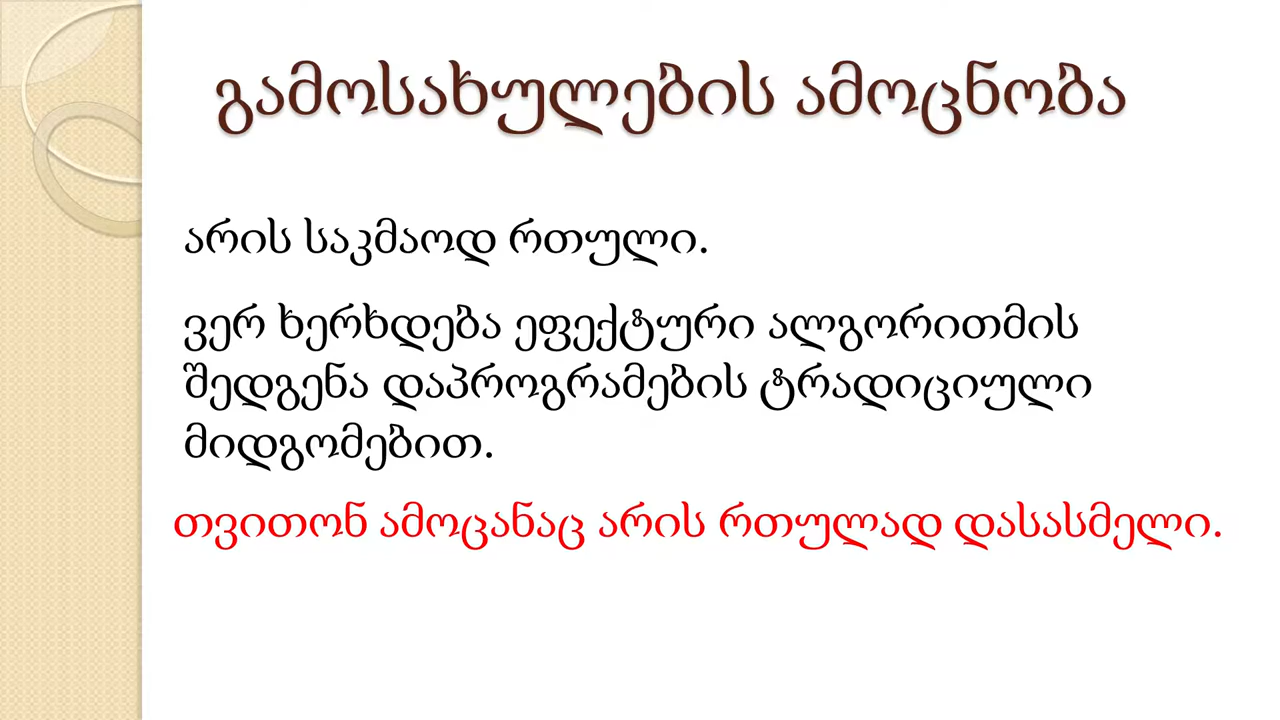 გამოსახულების ამოცნობა
არის საკმაოდ რთული.
ვერ ხერხდება ეფექტური ალგორითმის
შედგენა დაპროგრამების ტრადიციული
მიდგომებით.
თვითონ ამოცანაც არის რთულად დასასმელი.